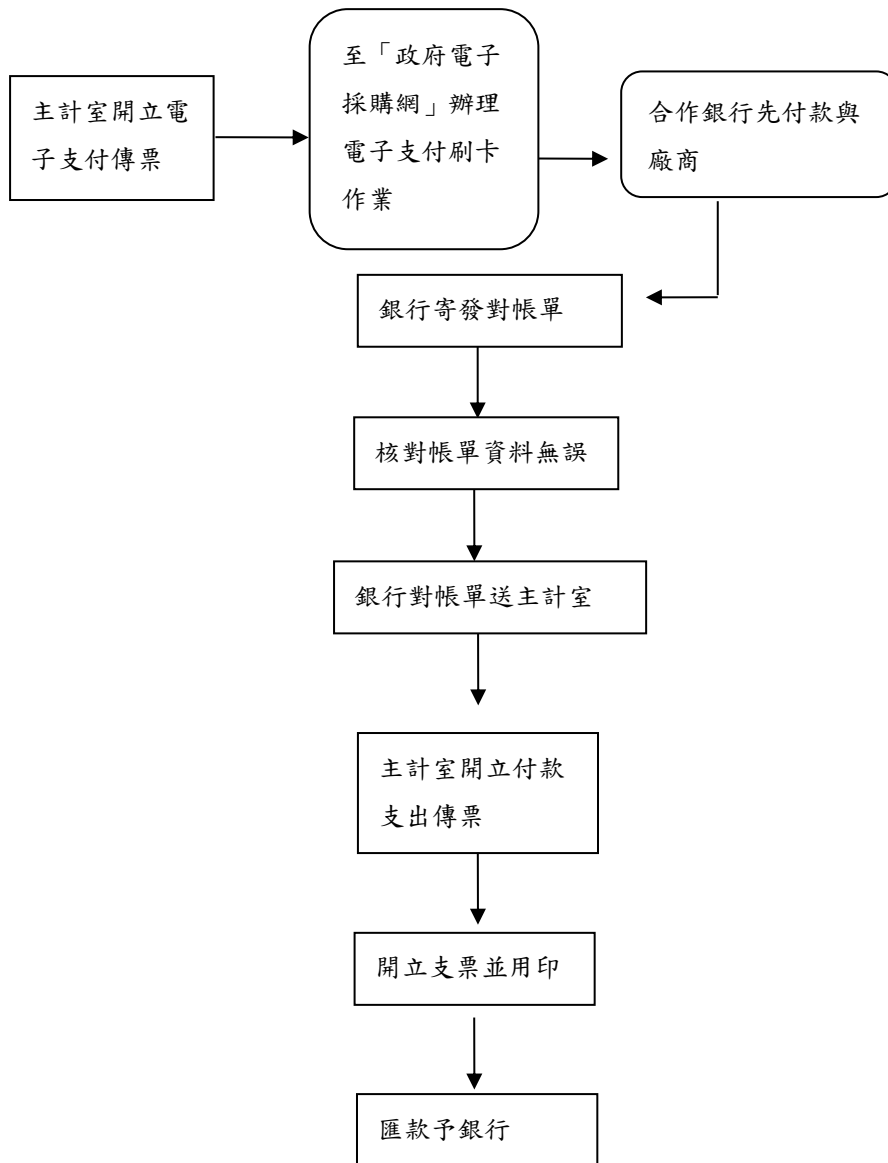 主計室開立電
子支付傳票
至「政府電子
採購網」辦理
電子支付刷卡
作業
合作銀行先付款與
廠商
銀行寄發對帳單
核對帳單資料無誤
銀行對帳單送主計室
主計室開立付款
支出傳票
開立支票並用印
匯款予銀行